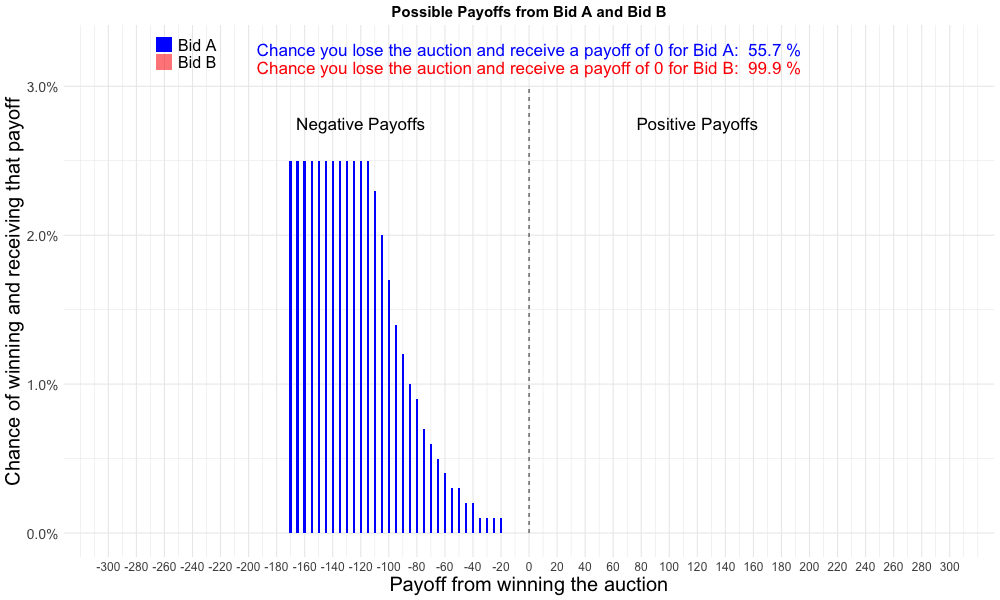 Possible Payoffs from Bid A and Bid B
Bid A
Bid B
Chance you lose the auction and receive a payoff of 0 for Bid A: 55.7 %
Chance you lose the auction and receive a payoff of 0 for Bid B: 99.9 %
Negative Payoffs
Positive Payoffs
Chance of winning and receiving that payoff
3.0%
2.0%
1.0%
0.0%
-300 -280 -260 -240 -220 -200 -180 -160 -140 -120 -100 -80 -60 -40 -20 0 20 40 60 80 100 120 140 160 180 200 220 240 260 280 300
Payoff from winning the auction